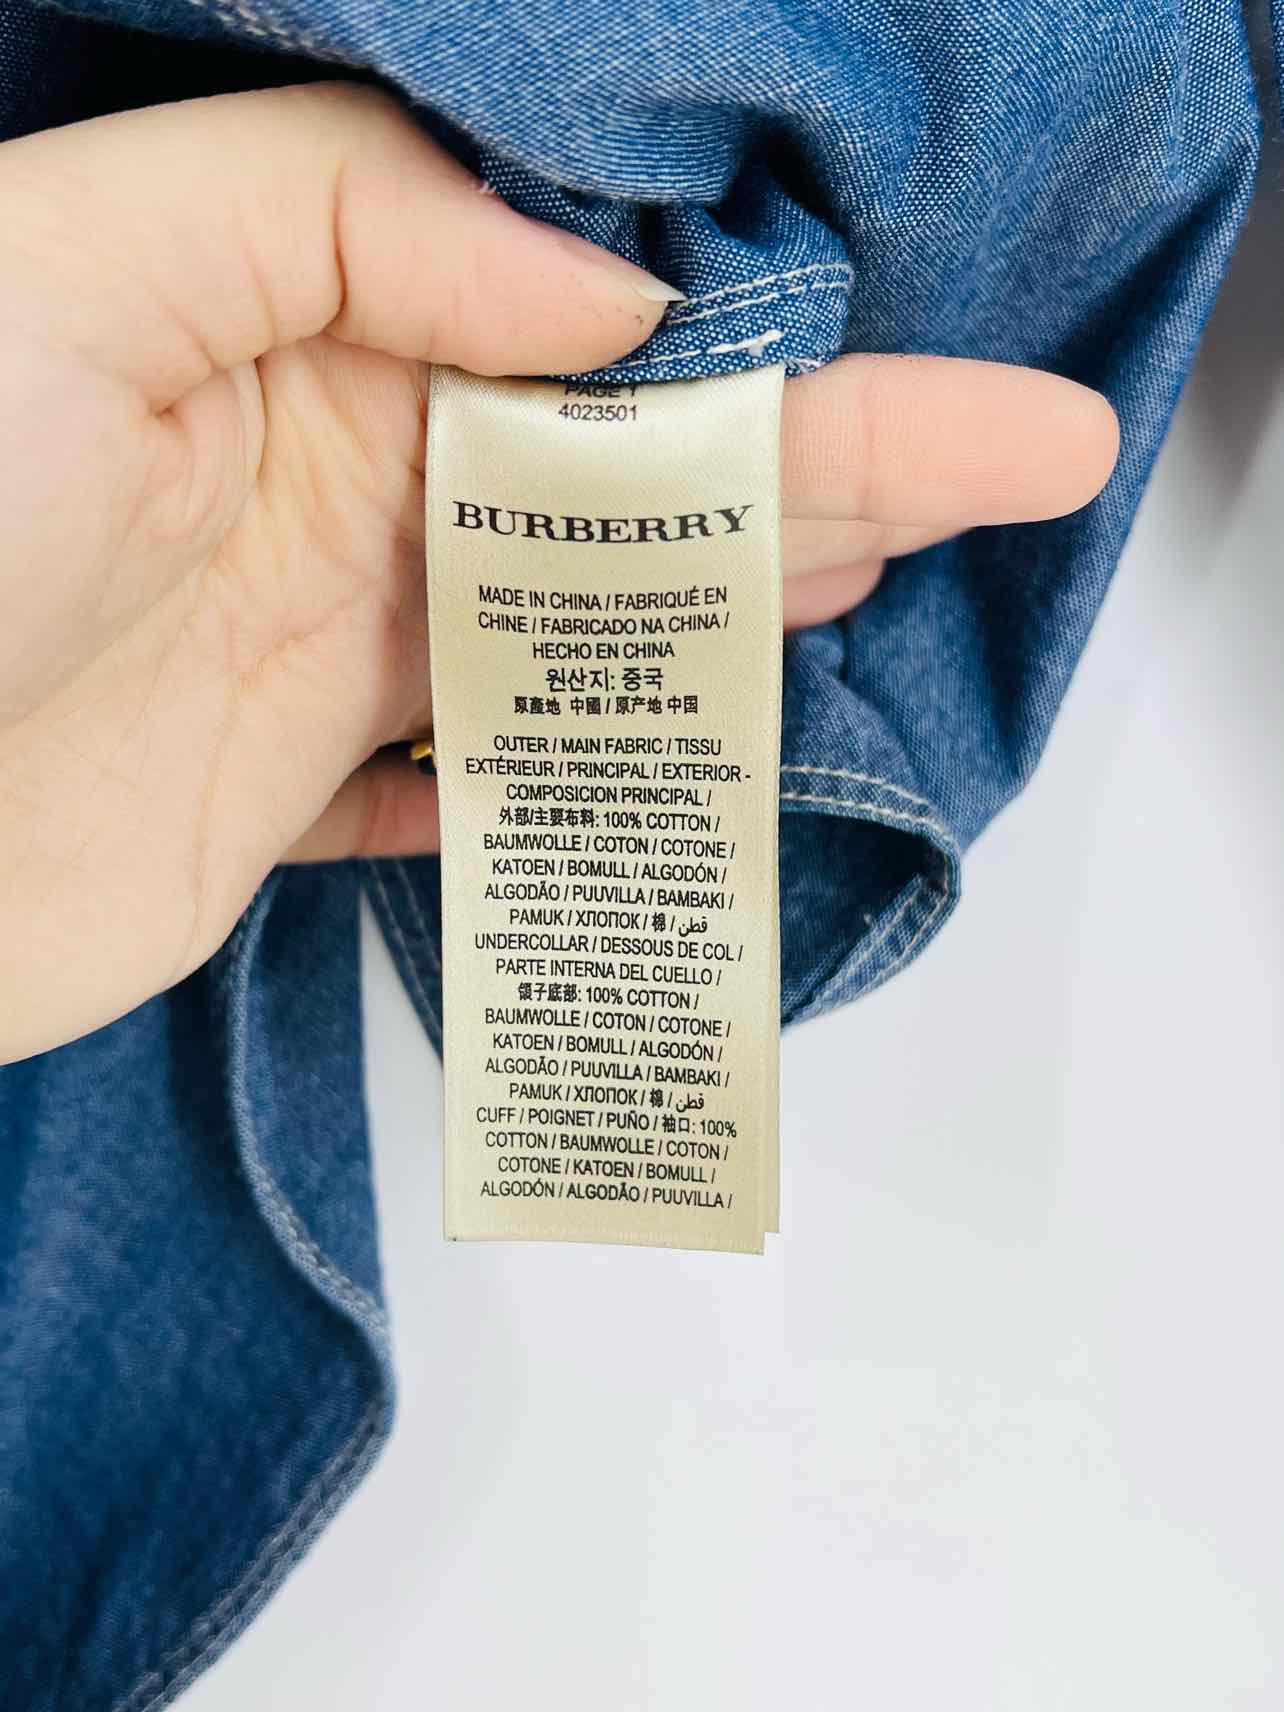 PAGE 1
4023501
BURBERRY
MADE IN CHINA / FABRIQUÉ EN
CHINE / FABRICADO NA CHINA /
HECHO EN CHINA
원산지: 중국
原產地 中國 / 原产地 中国
OUTER / MAIN FABRIC / TISSU
EXTÉRIEUR / PRINCIPAL / EXTERIOR -
COMPOSICION PRINCIPAL /
外部/主要布料: 100% COTTON /
BAUMWOLLE / COTON / COTONE /
KATOEN / BOMULL / ALGODÓN /
ALGODÃO / PUUVILLA / BAMBAKI /
PAMUK / ХЛОПОК / 棉 / قطن
UNDERCOLLAR / DESSOUS DE COL /
PARTE INTERNA DEL CUELLO /
领子底部: 100% COTTON /
BAUMWOLLE / COTON / COTONE /
KATOEN / BOMULL / ALGODÓN /
ALGODÃO / PUUVILLA / BAMBAKI /
PAMUK / ХЛОПОК / 棉 / قطن
CUFF / POIGNET / PUÑO / 袖口: 100%
COTTON / BAUMWOLLE / COTON /
COTONE / KATOEN / BOMULL /
ALGODÓN / ALGODÃO / PUUVILLA /